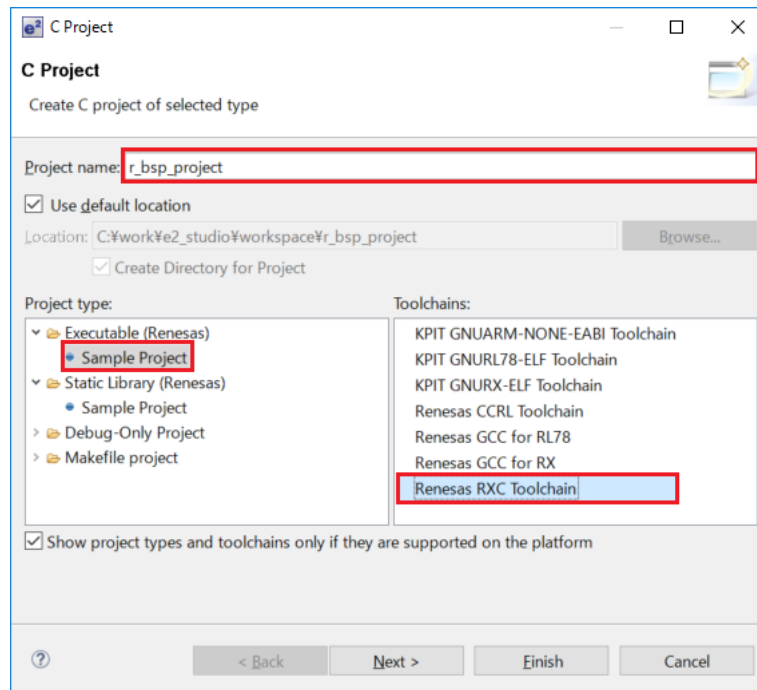 e² C Project
C Project
Create C project of selected type
Project name: r_bsp_project
Use default location
Location: C:¥work¥e2_studio¥workspace¥r_bsp_project Browse...
Create Directory for Project
Project type:
Executable (Renesas)
Sample Project
Static Library (Renesas)
Sample Project
Debug-Only Project
Makefile project
Toolchains:
KPIT GNUARM-NONE-EABI Toolchain
KPIT GNURL78-ELF Toolchain
KPIT GNURX-ELF Toolchain
Renesas CCRL Toolchain
Renesas GCC for RL78
Renesas GCC for RX
Renesas RXC Toolchain
Show project types and toolchains only if they are supported on the platform
? < Back Next > Finish Cancel